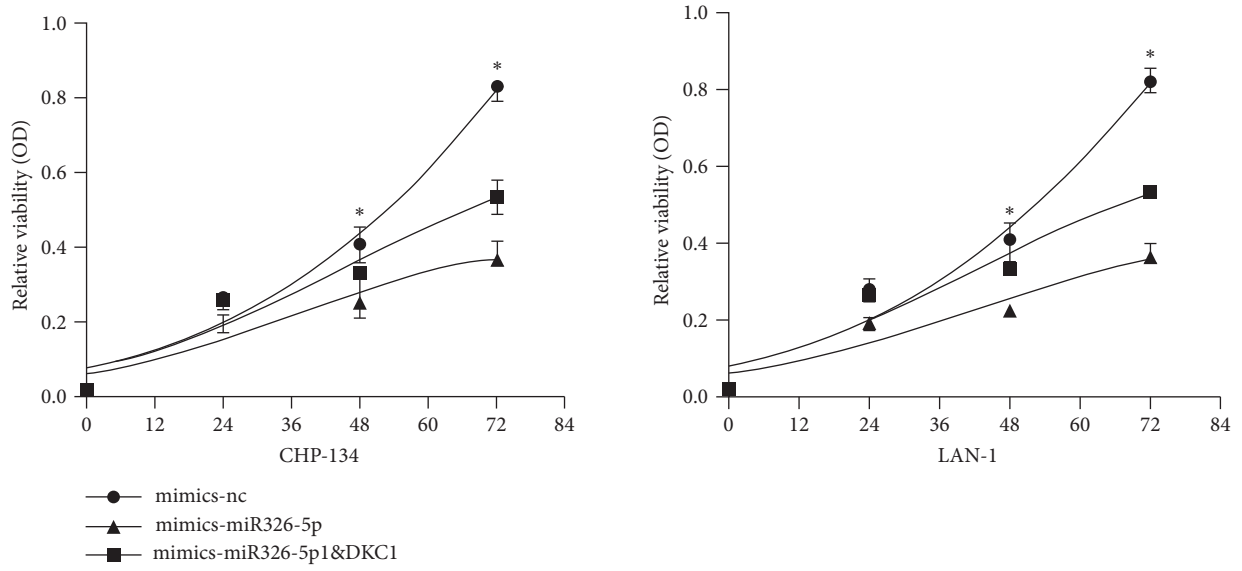 Relative viability (OD)
1.0
0.8
0.6
0.4
0.2
0.0
*
*
0 12 24 36 48 60 72 84
CHP-134
Relative viability (OD)
1.0
0.8
0.6
0.4
0.2
0.0
*
*
0 12 24 36 48 60 72 84
LAN-1
mimics-nc
mimics-miR326-5p
mimics-miR326-5p1&DKC1